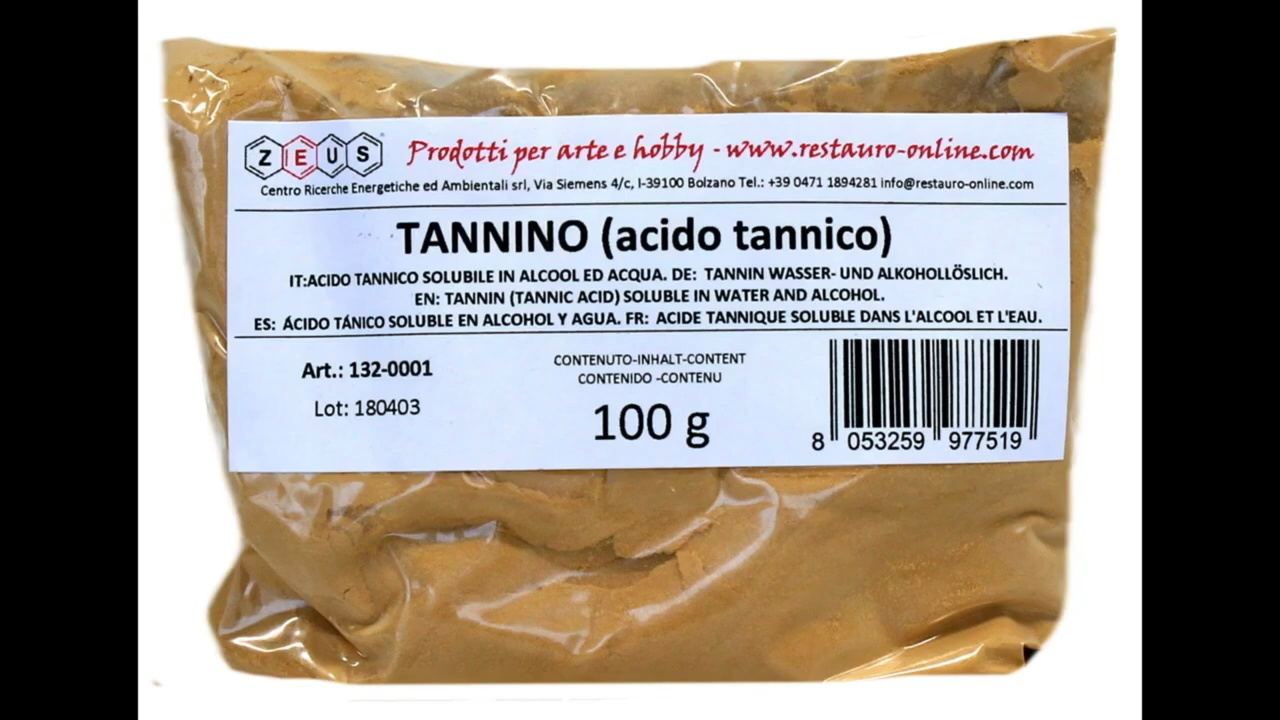 ZEUS
Prodotti per arte e hobby - www.restauro-online.com
Centro Ricerche Energetiche ed Ambientali srl, Via Siemens 4/c, I-39100 Bolzano Tel.: +39 0471 1894281 info@restauro-online.com
TANNINO (acido tannico)
IT:ACIDO TANNICO SOLUBILE IN ALCOOL ED ACQUA. DE: TANNIN WASSER- UND ALKOHOLLÖSLICH.
EN: TANNIN (TANNIC ACID) SOLUBLE IN WATER AND ALCOHOL.
ES: ÁCIDO TÁNICO SOLUBLE EN ALCOHOL Y AGUA. FR: ACIDE TANNIQUE SOLUBLE DANS L'ALCOOL ET L'EAU.
Art.: 132-0001
Lot: 180403
CONTENUTO-INHALT-CONTENT
CONTENIDO -CONTENU
100 g
8 053259 977519